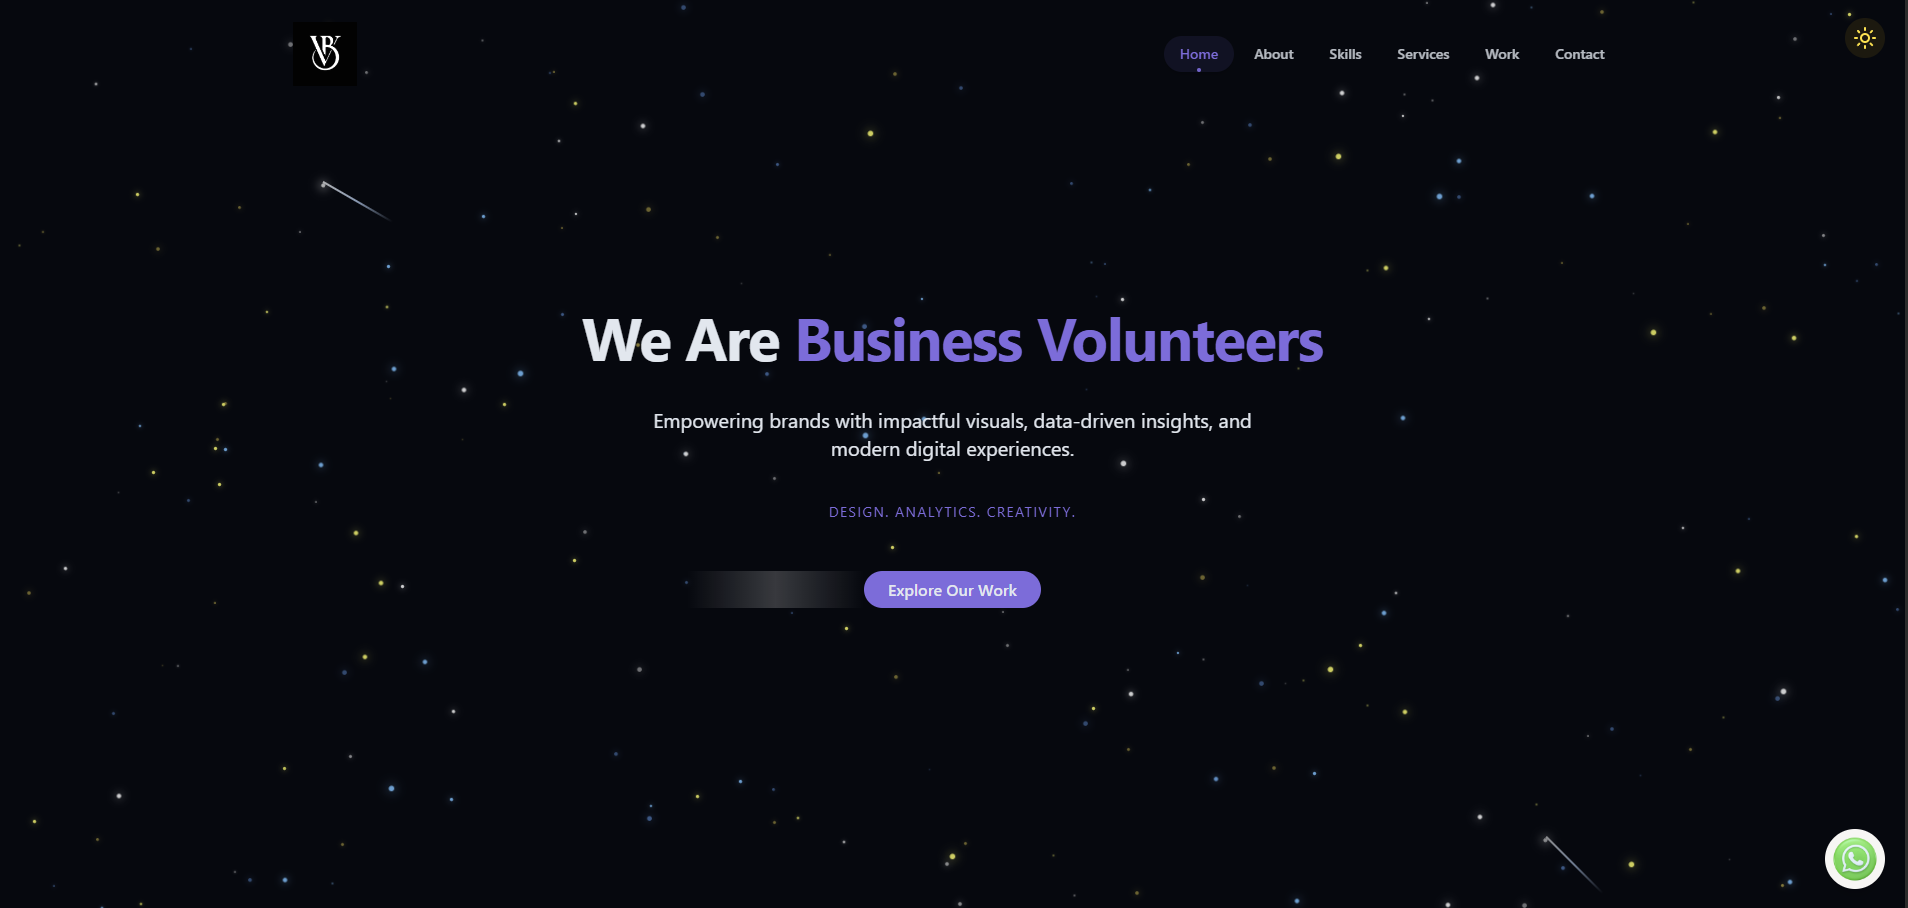 VB
Home About Skills Services Work Contact
We Are Business Volunteers
Empowering brands with impactful visuals, data-driven insights, and
modern digital experiences.
DESIGN. ANALYTICS. CREATIVITY.
Explore Our Work